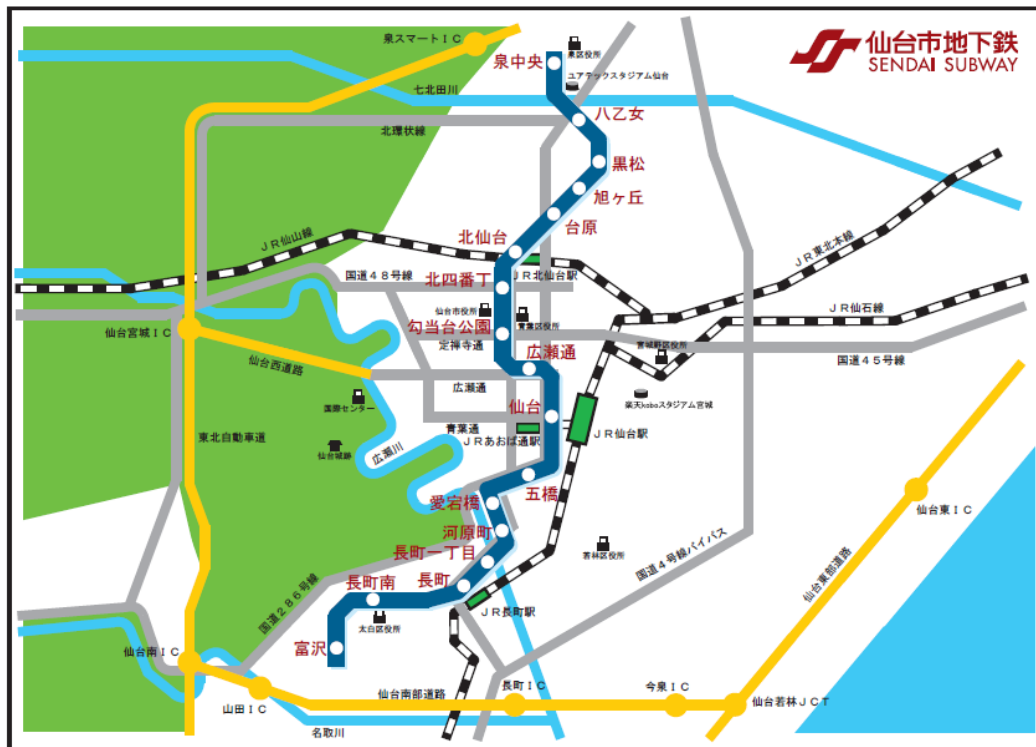 仙台市地下鉄
SENDAI SUBWAY
泉スマートIC
泉中央
泉区役所
ユアテックスタジアム仙台
七北田川
八乙女
北環状線
黒松
旭ヶ丘
台原
JR仙山線
北仙台
JR東北本線
国道48号線
JR北仙台駅
北四番丁
仙台市役所
青葉区役所
JR仙石線
仙台宮城IC
勾当台公園
定禅寺通
宮城野区役所
国道45号線
仙台西道路
広瀬通
広瀬通
国際センター
仙台
楽天koboスタジアム宮城
青葉通
JRあおば通駅
JR仙台駅
東北自動車道
仙台城跡
広瀬川
五橋
愛宕橋
仙台東IC
河原町
若林区役所
国道4号線バイパス
長町一丁目
仙台東部道路
長町南
長町
国道286号線
JR長町駅
太白区役所
富沢
仙台南IC
仙台南部道路
長町IC
今泉IC
仙台若林JCT
山田IC
名取川